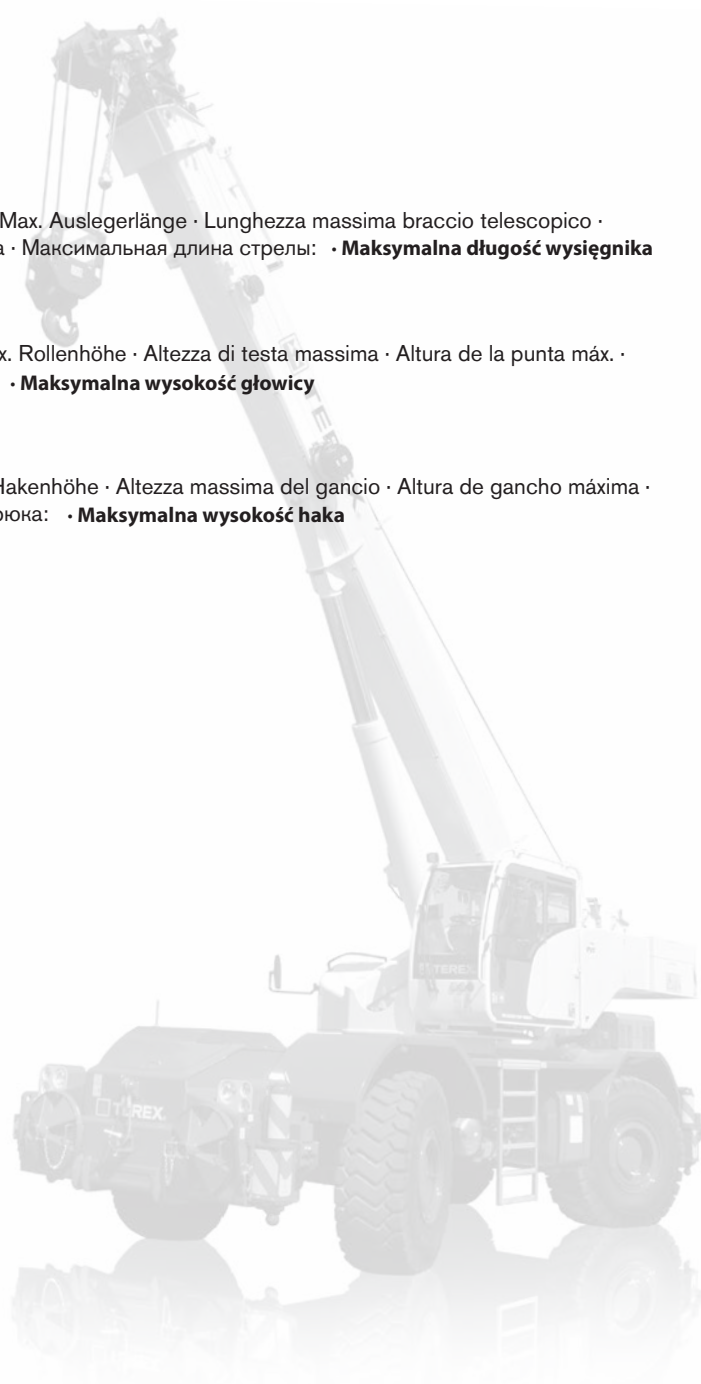 Max. Auslegerlänge · Lunghezza massima braccio telescopico ·
а · Максимальная длина стрелы: · Maksymalna długość wysięgnika
x. Rollenhöhe · Altezza di testa massima · Altura de la punta máx. ·
· Maksymalna wysokość głowicy
Hakenhöhe · Altezza massima del gancio · Altura de gancho máxima ·
рюка: · Maksymalna wysokość haka
TEREX
TEREX
TEREX